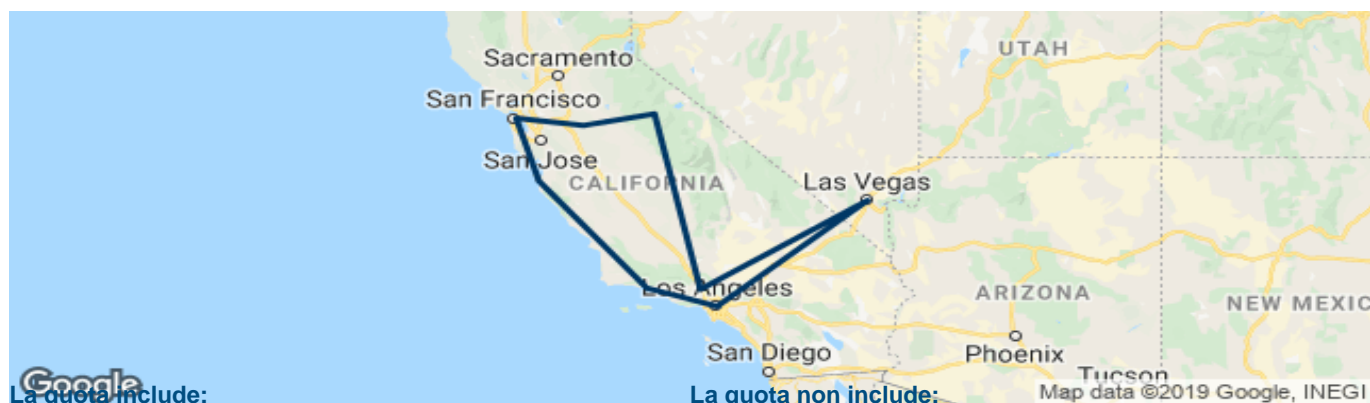 UTAH
Sacramento
San Francisco
San Jose
CALIFORNIA
Las Vegas
Los Angeles
ARIZONA
NEW MEXIC
San Diego
Phoenix
Tucson
Google
Map data ©2019 Google, INEGI
La quota include:
La quota non include: